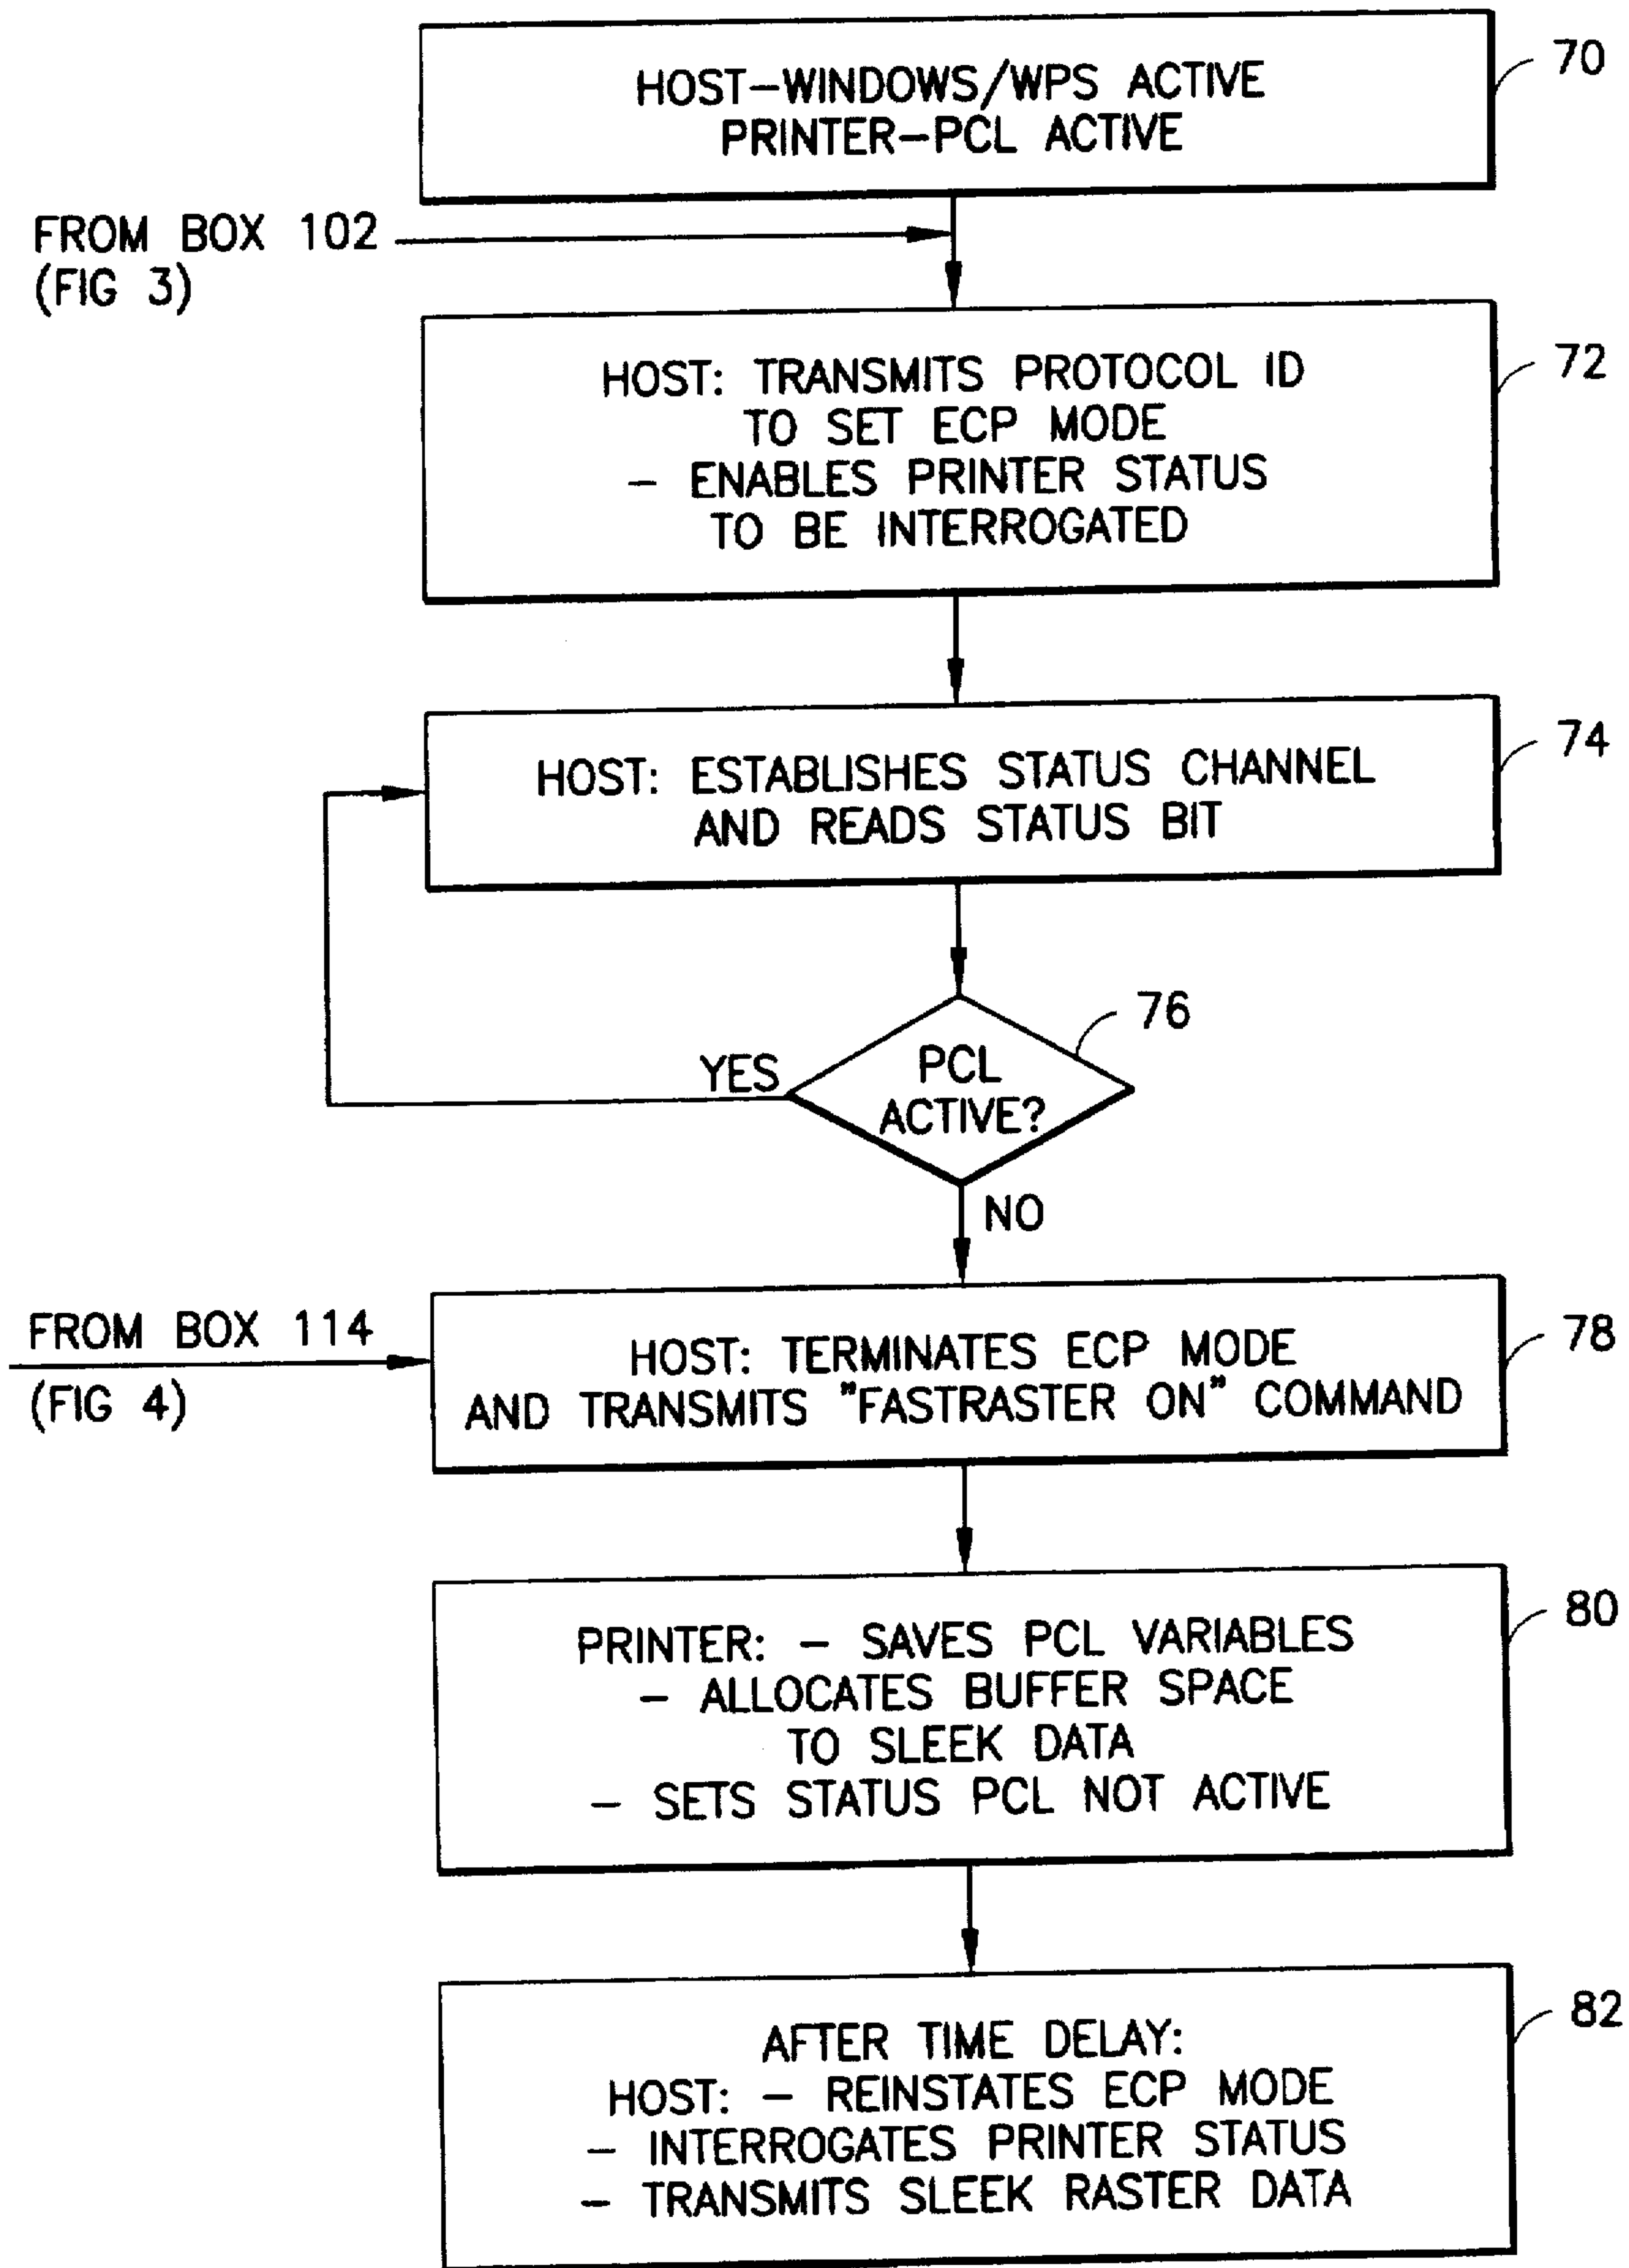 HOST-WINDOWS/WPS ACTIVE
PRINTER-PCL ACTIVE
70
FROM BOX 102
(FIG 3)
HOST: TRANSMITS PROTOCOL ID
TO SET ECP MODE
- ENABLES PRINTER STATUS
TO BE INTERROGATED
72
HOST: ESTABLISHES STATUS CHANNEL
AND READS STATUS BIT
74
PCL
ACTIVE?
76
YES
NO
FROM BOX 114
(FIG 4)
HOST: TERMINATES ECP MODE
AND TRANSMITS "FASTRASTER ON" COMMAND
78
PRINTER: - SAVES PCL VARIABLES
- ALLOCATES BUFFER SPACE
TO SLEEK DATA
- SETS STATUS PCL NOT ACTIVE
80
AFTER TIME DELAY:
HOST: - REINSTATES ECP MODE
- INTERROGATES PRINTER STATUS
- TRANSMITS SLEEK RASTER DATA
82